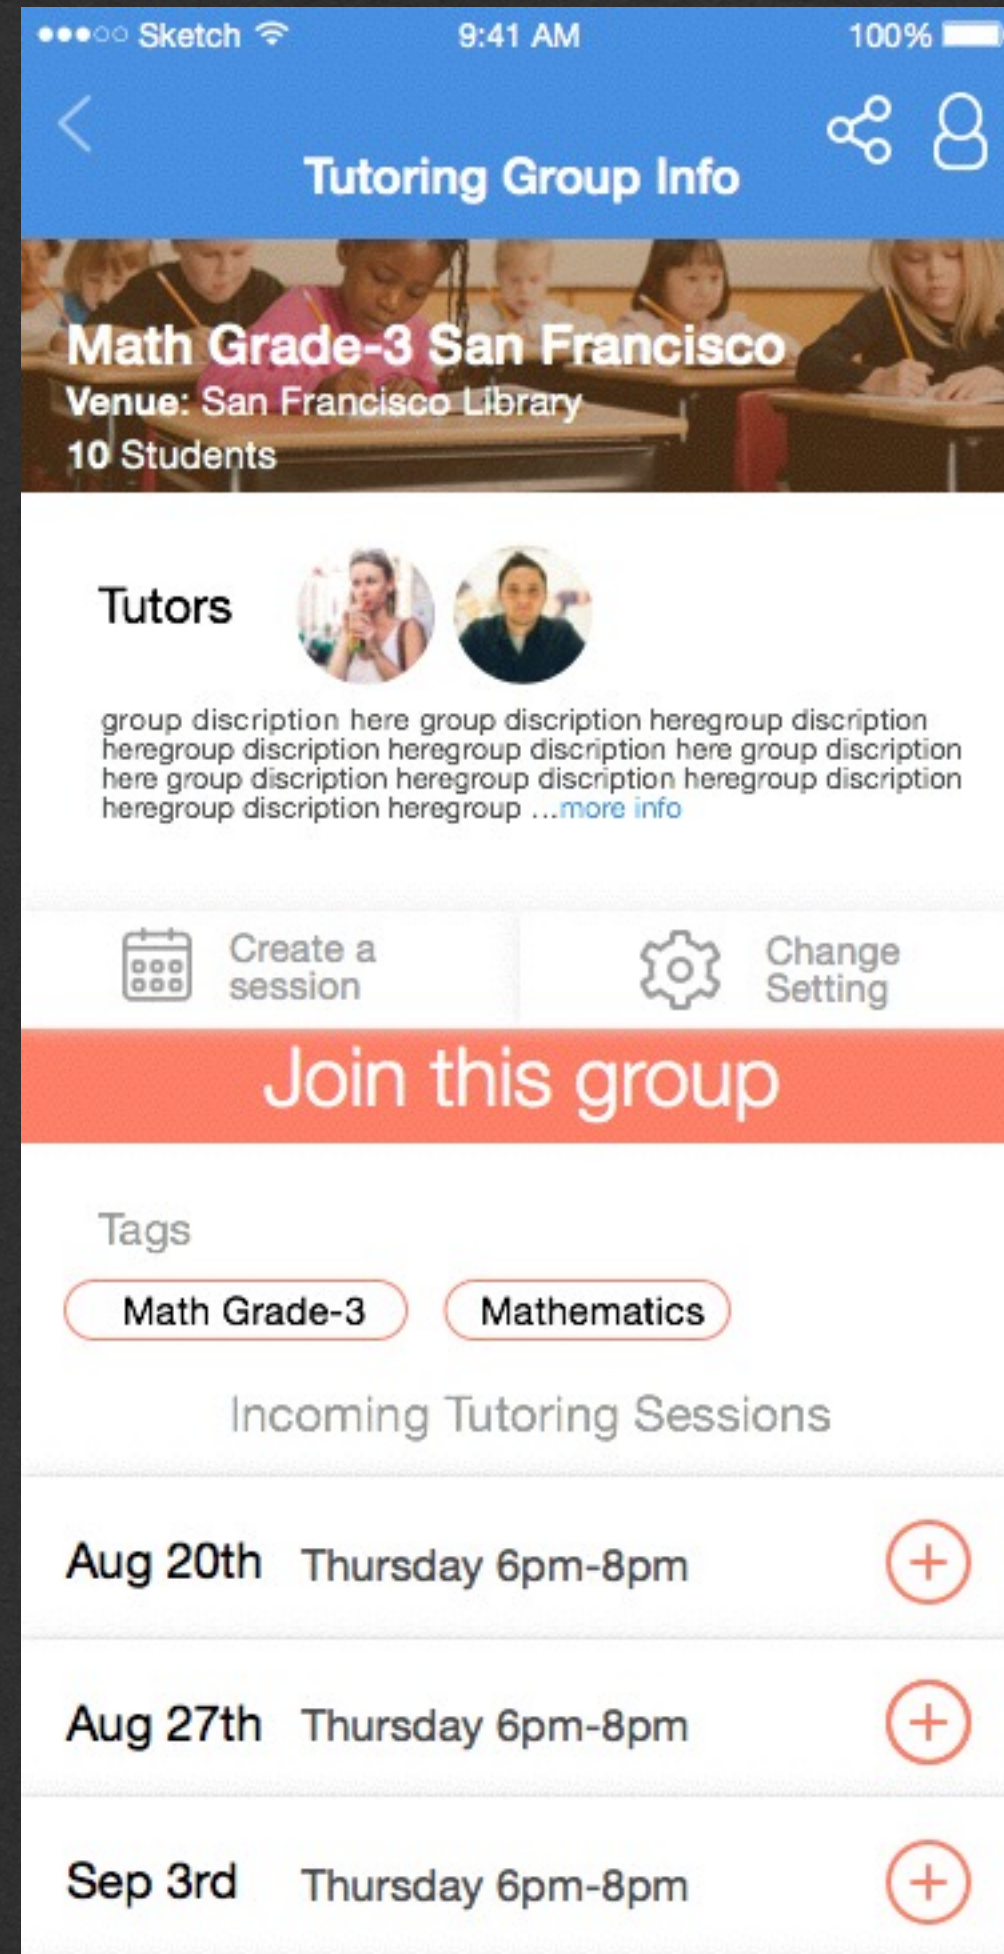 Sketch 9:41 AM 100%
Tutoring Group Info
Math Grade-3 San Francisco
Venue: San Francisco Library
10 Students
Tutors
group discription here group discription heregroup discription
heregroup discription heregroup discription here group discription
here group discription heregroup discription heregroup discription
heregroup discription heregroup ...more info
Create a
session
Change
Setting
Join this group
Tags
Math Grade-3 Mathematics
Incoming Tutoring Sessions
Aug 20th Thursday 6pm-8pm
Aug 27th Thursday 6pm-8pm
Sep 3rd Thursday 6pm-8pm